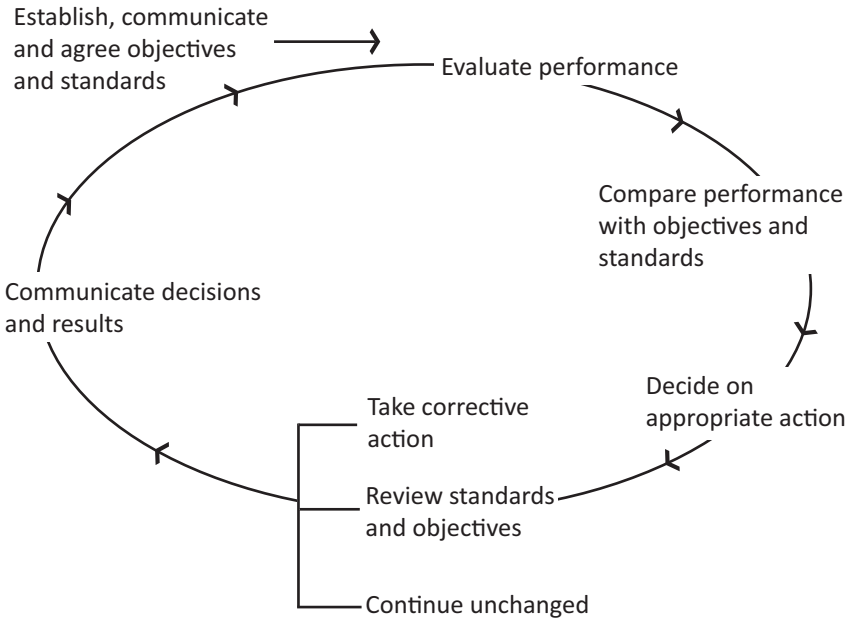 Establish, communicate
and agree objectives
and standards
Evaluate performance
Compare performance
with objectives and
standards
Decide on
appropriate action
Take corrective
action
Review standards
and objectives
Continue unchanged
Communicate decisions
and results